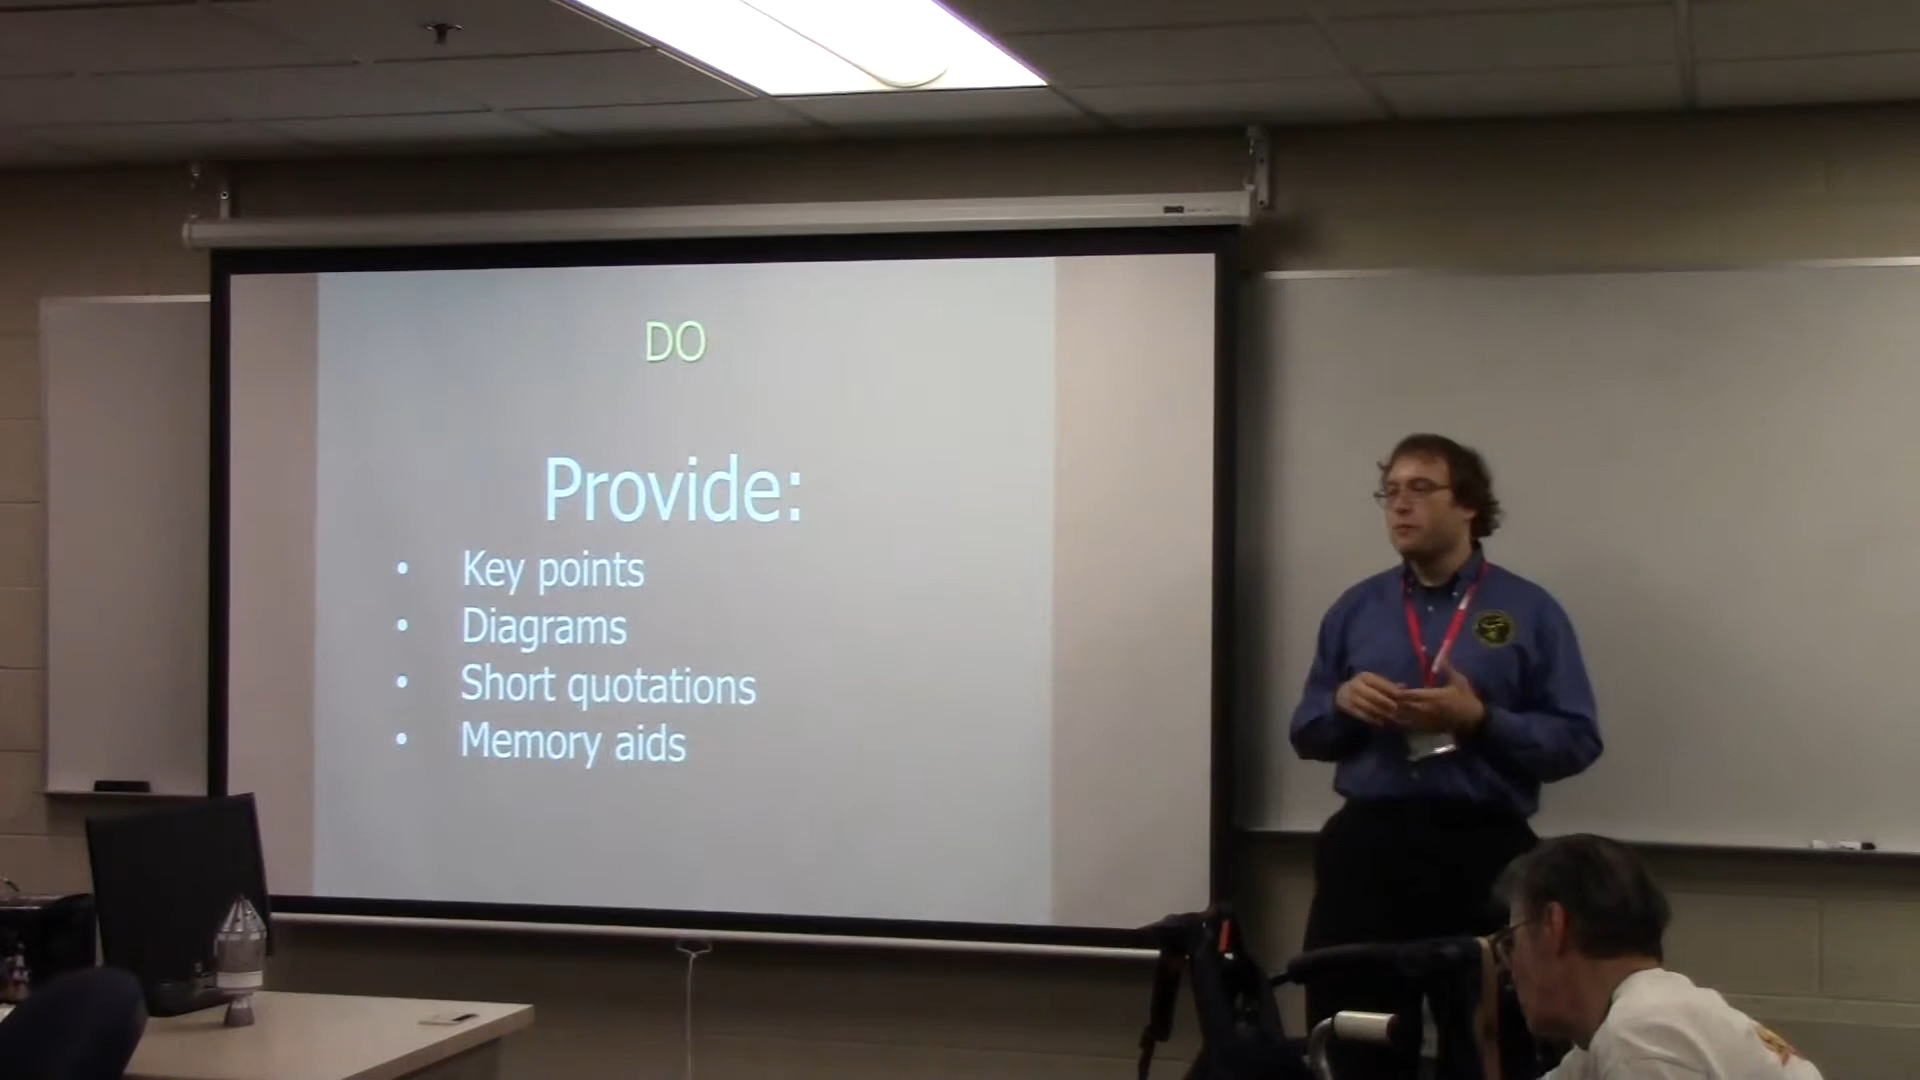 DO
Provide:
• Key points
• Diagrams
• Short quotations
• Memory aids